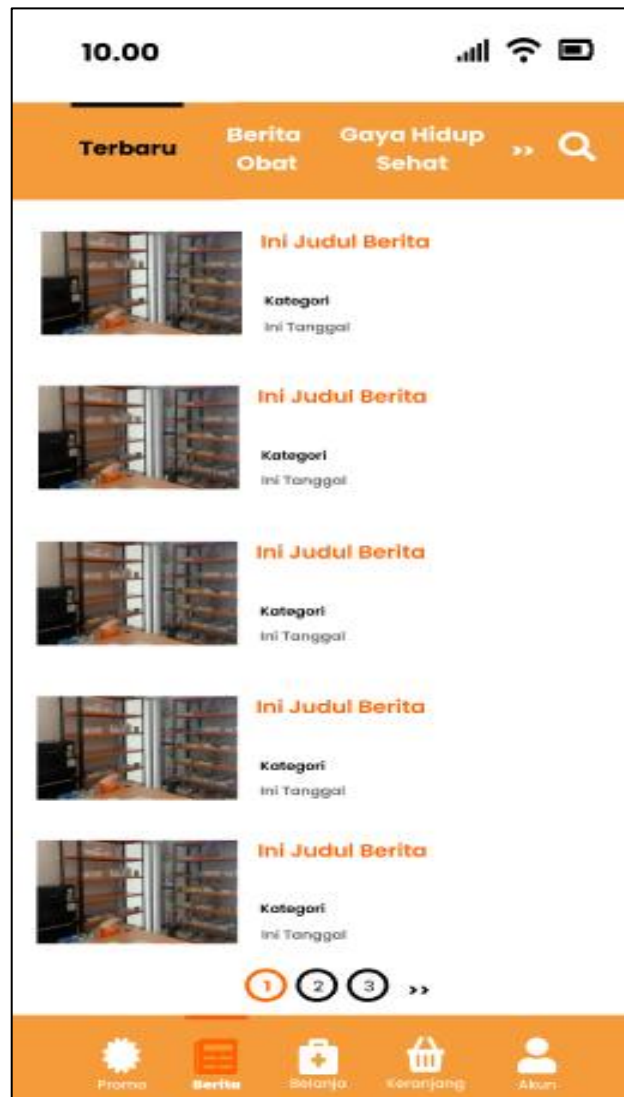 10.00
Terbaru
Berita
Obat
Gaya Hidup
Sehat
>>
Ini Judul Berita
Kategori
Ini Tanggal
Ini Judul Berita
Kategori
Ini Tanggal
Ini Judul Berita
Kategori
Ini Tanggal
Ini Judul Berita
Kategori
Ini Tanggal
Ini Judul Berita
Kategori
Ini Tanggal
1 2 3 >>
Promo Berita Belanja Keranjang Akun